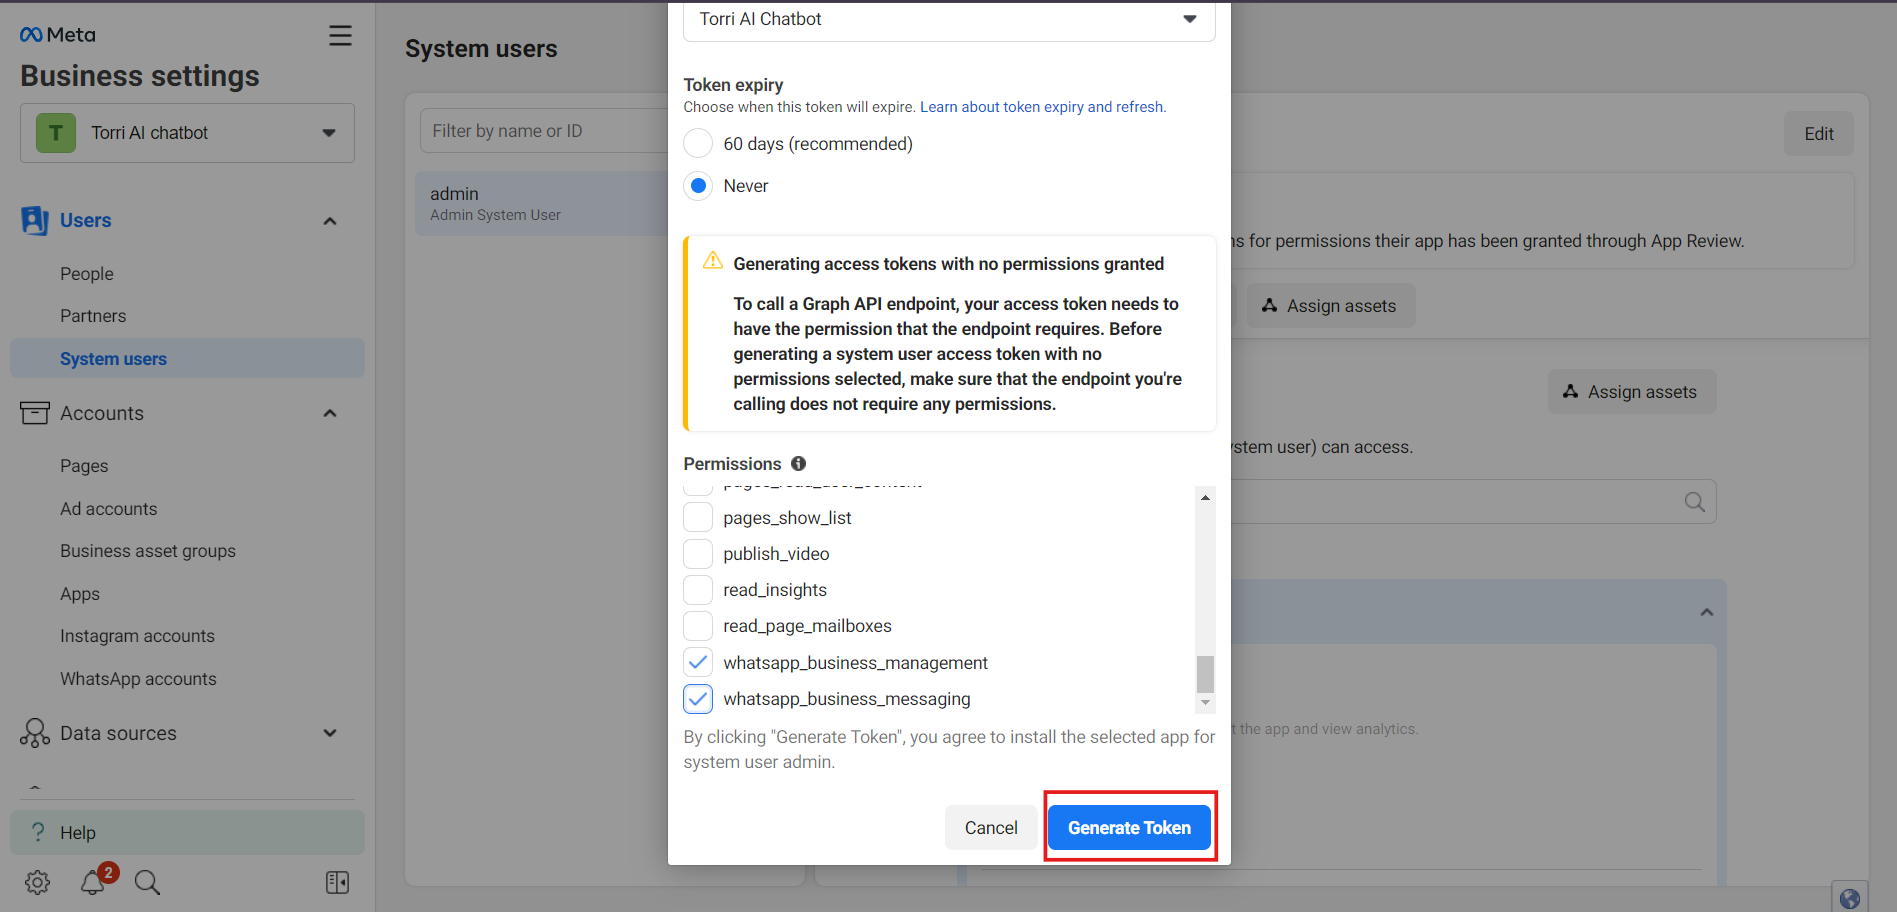 Meta
Business settings
T
Torri AI chatbot
Users
People
Partners
System users
Accounts
Pages
Ad accounts
Business asset groups
Apps
Instagram accounts
WhatsApp accounts
Data sources
? Help
2
System users
Filter by name or ID
admin
Admin System User
Torri AI Chatbot
Token expiry
Choose when this token will expire. Learn about token expiry and refresh.
60 days (recommended)
Never
Generating access tokens with no permissions granted
To call a Graph API endpoint, your access token needs to
have the permission that the endpoint requires. Before
generating a system user access token with no
permissions selected, make sure that the endpoint you're
calling does not require any permissions.
Permissions
pages_read_user_content
pages_show_list
publish_video
read_insights
read_page_mailboxes
whatsapp_business_management
whatsapp_business_messaging
By clicking "Generate Token", you agree to install the selected app for
system user admin.
Cancel
Generate Token
Edit
for permissions their app has been granted through App Review.
Assign assets
Assign assets
user) can access.
the app and view analytics.